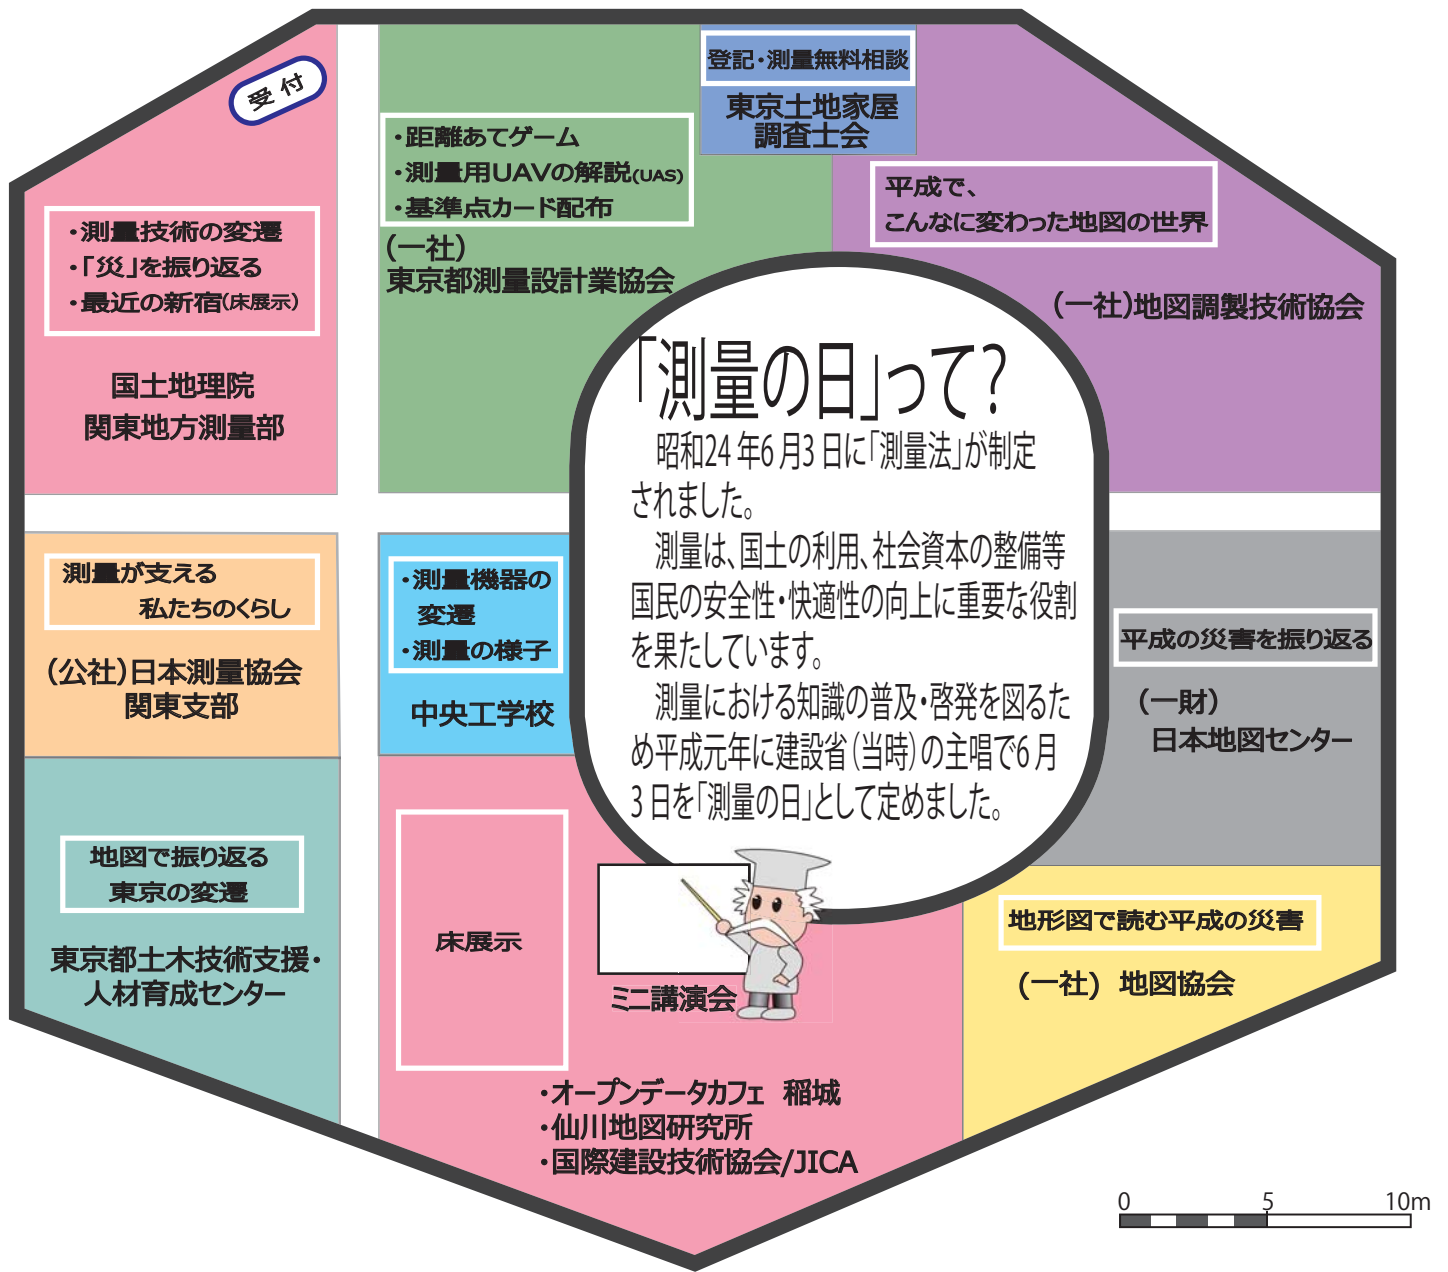 受付
・測量技術の変遷
・「災」を振り返る
・最近の新宿(床展示)
国土地理院
関東地方測量部
・距離あてゲーム
・測量用UAVの解説(UAS)
・基準点カード配布
(一社)
東京都測量設計業協会
登記・測量無料相談
東京土地家屋
調査士会
平成で、
こんなに変わった地図の世界
(一社)地図調製技術協会
「測量の日」って?
昭和24年6月3日に「測量法」が制定
されました。
測量は、国土の利用、社会資本の整備等
国民の安全性・快適性の向上に重要な役割
を果たしています。
測量における知識の普及・啓発を図るた
め平成元年に建設省(当時)の主唱で6月
3日を「測量の日」として定めました。
測量が支える
私たちのくらし
(公社)日本測量協会
関東支部
・測量機器の
変遷
・測量の様子
中央工学校
平成の災害を振り返る
(一財)
日本地図センター
地図で振り返る
東京の変遷
東京都土木技術支援・
人材育成センター
床展示
ミニ講演会
・オープンデータカフェ 稲城
・仙川地図研究所
・国際建設技術協会/JICA
地形図で読む平成の災害
(一社) 地図協会
0 5 10m